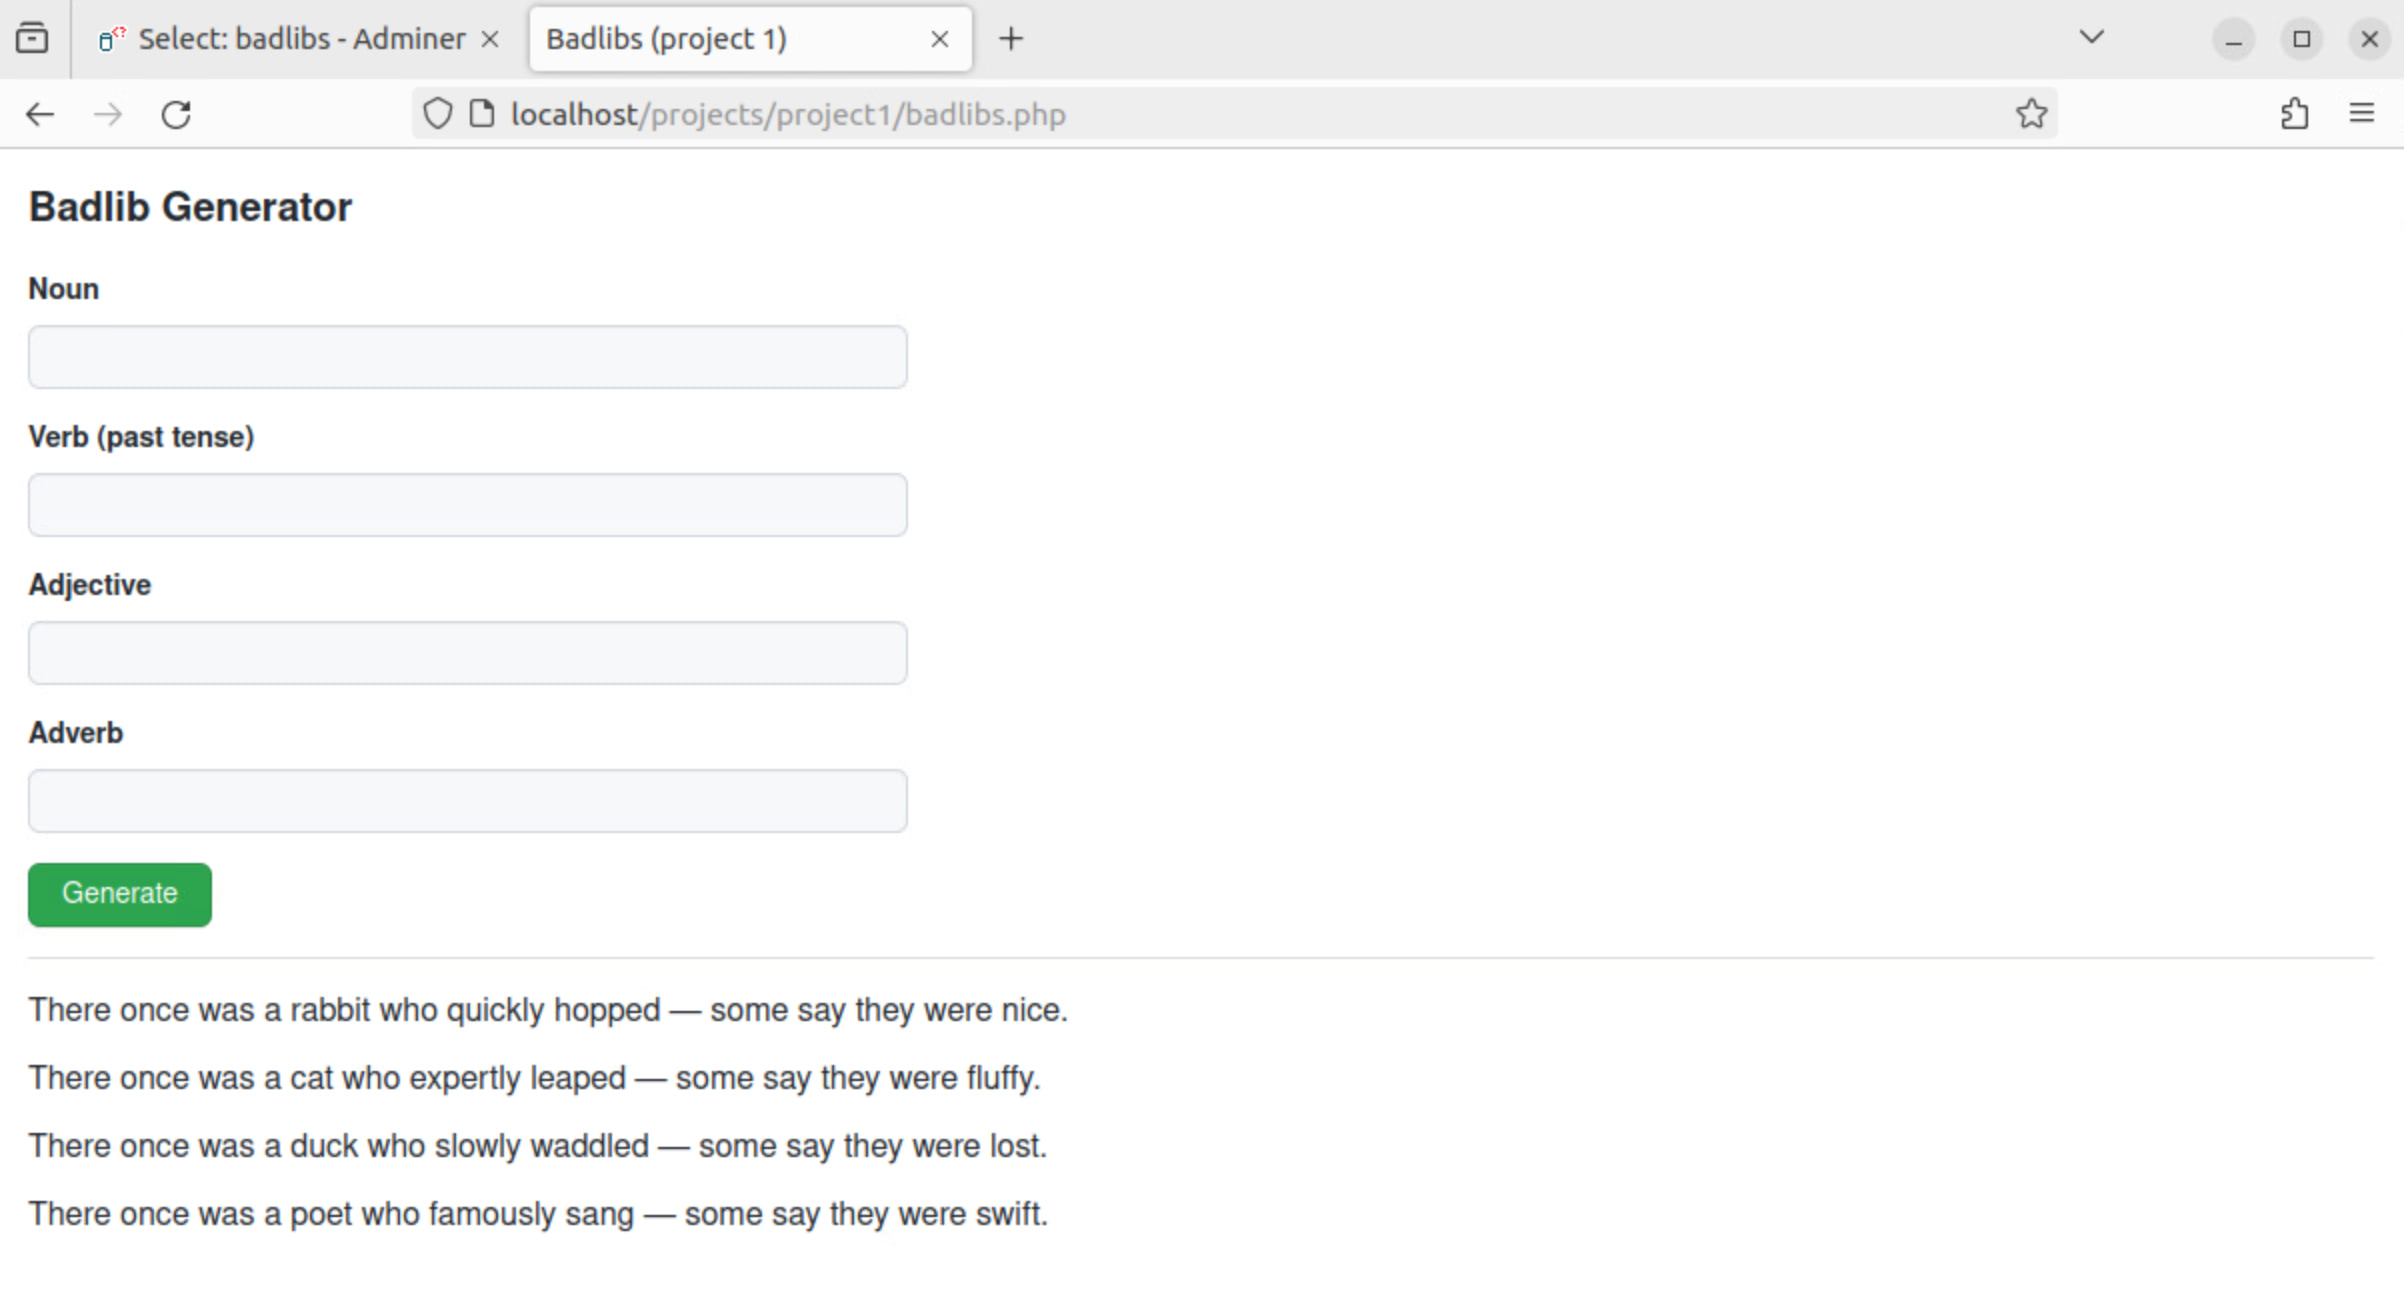 Select: badlibs - Adminer
Badlibs (project 1)
localhost/projects/project1/badlibs.php
Badlib Generator
Noun
Verb (past tense)
Adjective
Adverb
Generate
There once was a rabbit who quickly hopped — some say they were nice.
There once was a cat who expertly leaped — some say they were fluffy.
There once was a duck who slowly waddled — some say they were lost.
There once was a poet who famously sang — some say they were swift.